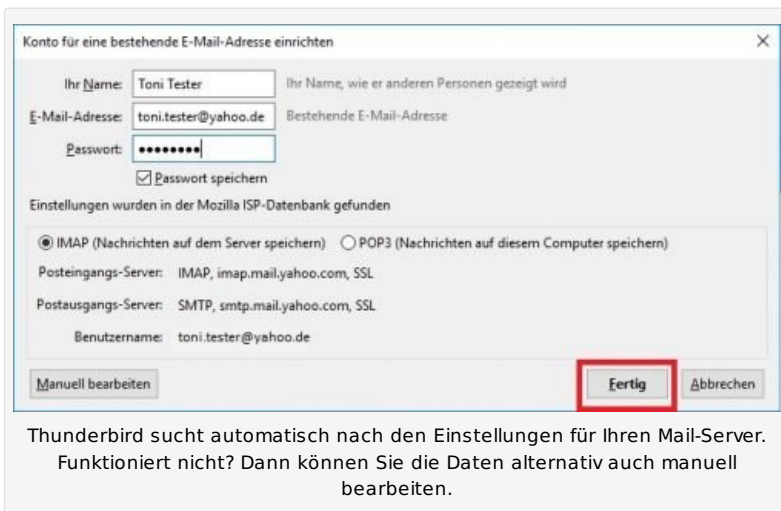 Konto für eine bestehende E-Mail-Adresse einrichten
Ihr Name: Toni Tester Ihr Name, wie er anderen Personen gezeigt wird
E-Mail-Adresse: toni.tester@yahoo.de Bestehende E-Mail-Adresse
Passwort: ••••••••
Passwort speichern
Einstellungen wurden in der Mozilla ISP-Datenbank gefunden
IMAP (Nachrichten auf dem Server speichern) POP3 (Nachrichten auf diesem Computer speichern)
Posteingangs-Server: IMAP, imap.mail.yahoo.com, SSL
Postausgangs-Server: SMTP, smtp.mail.yahoo.com, SSL
Benutzername: toni.tester@yahoo.de
Manuell bearbeiten Fertig Abbrechen
Thunderbird sucht automatisch nach den Einstellungen für Ihren Mail-Server.
Funktioniert nicht? Dann können Sie die Daten alternativ auch manuell
bearbeiten.